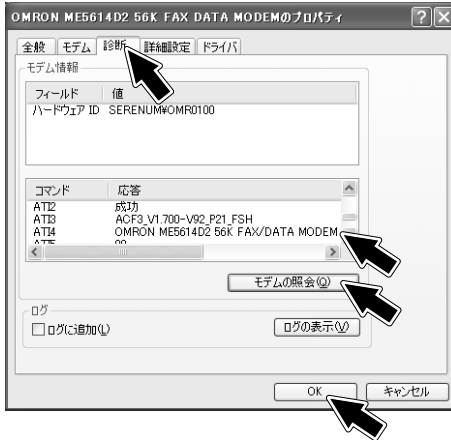 OMRON ME5614D2 56K FAX DATA MODEMのプロパティ
全般 モデム 診断 詳細設定 ドライバ
モデム情報
フィールド 値
ハードウェア ID SERENUM¥OMR0100
コマンド 応答
ATI2 成功
ATI3 ACF3_V1.700-V92_P21_FSH
ATI4 OMRON ME5614D2 56K FAX/DATA MODEM
モデムの照会(Q)
ログ
ログに追加(L) ログの表示(V)
OK キャンセル